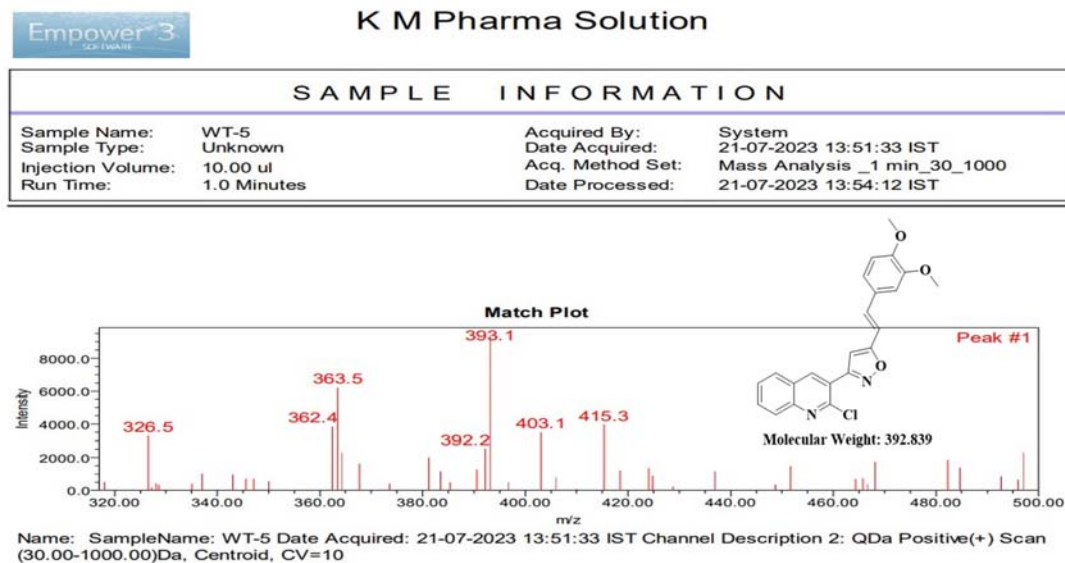 K M Pharma Solution
Empower 3
SOFTWARE
SAMPLE INFORMATION
Sample Name: WT-5 Acquired By: System
Sample Type: Unknown Date Acquired: 21-07-2023 13:51:33 IST
Injection Volume: 10.00 ul Acq. Method Set: Mass Analysis _1 min_30_1000
Run Time: 1.0 Minutes Date Processed: 21-07-2023 13:54:12 IST
O
O
Match Plot
Peak #1
393.1
8000.0
363.5
O
N
6000.0
Intensity
362.4
415.3
N
Cl
4000.0
326.5
392.2
403.1
Molecular Weight: 392.839
2000.0
0.0
320.00 340.00 360.00 380.00 400.00 420.00 440.00 460.00 480.00 500.00
m/z
Name: SampleName: WT-5 Date Acquired: 21-07-2023 13:51:33 IST Channel Description 2: QDa Positive(+) Scan
(30.00-1000.00)Da, Centroid, CV=10